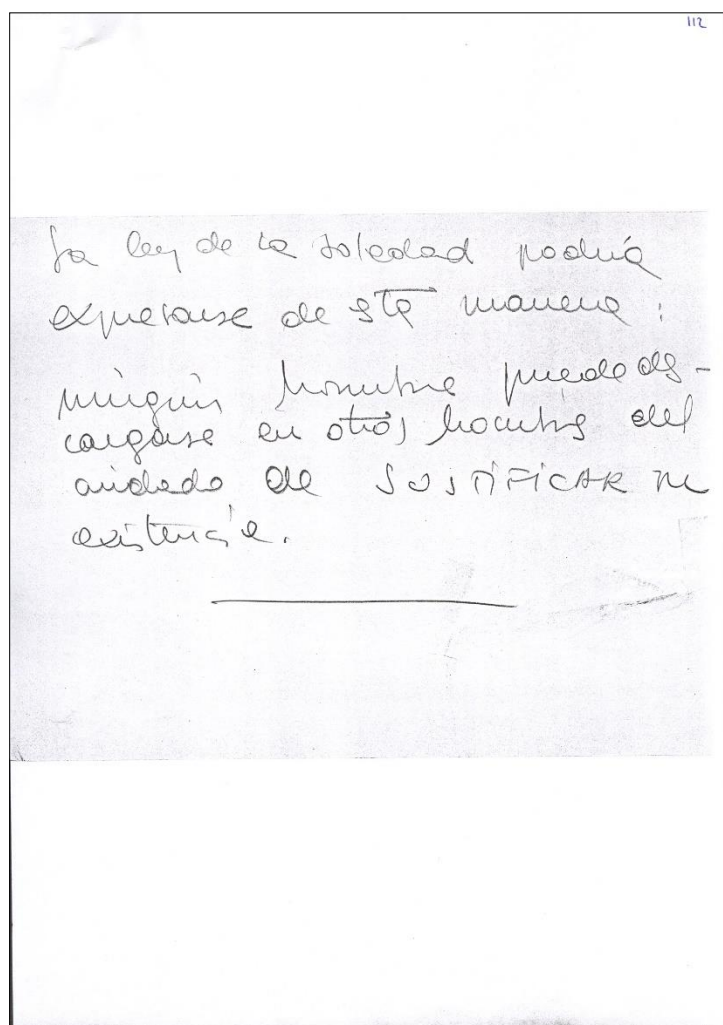 112
La ley de la soledad podría
expresarse de esta manera:
ningún hombre puede des-
cargarse en otros hombres del
cuidado de JUSTIFICAR su
existencia.